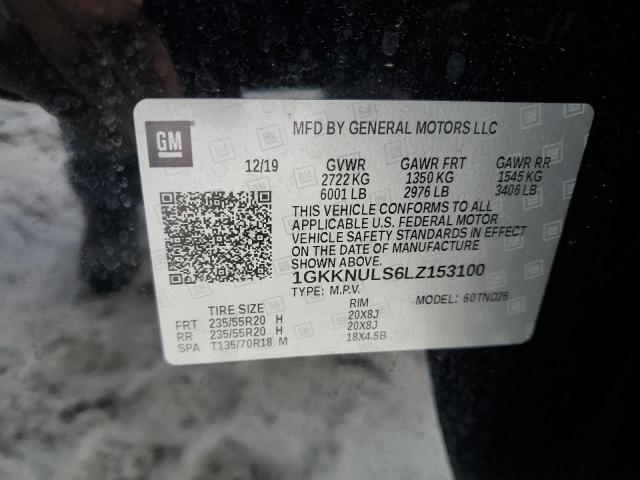 GM
MFD BY GENERAL MOTORS LLC
12/19 GVWR GAWR FRT GAWR RR
2722 KG 1350 KG 1545 KG
6001 LB 2976 LB 3406 LB
THIS VEHICLE CONFORMS TO ALL
APPLICABLE U.S. FEDERAL MOTOR
VEHICLE SAFETY STANDARDS IN EFFECT
ON THE DATE OF MANUFACTURE
SHOWN ABOVE.
1GKKNULS6LZ153100
TYPE: M.P.V. MODEL: 60TND26
TIRE SIZE RIM
FRT 235/55R20 H 20X8J
RR 235/55R20 H 20X8J
SPA T135/70R18 M 18X4.5B